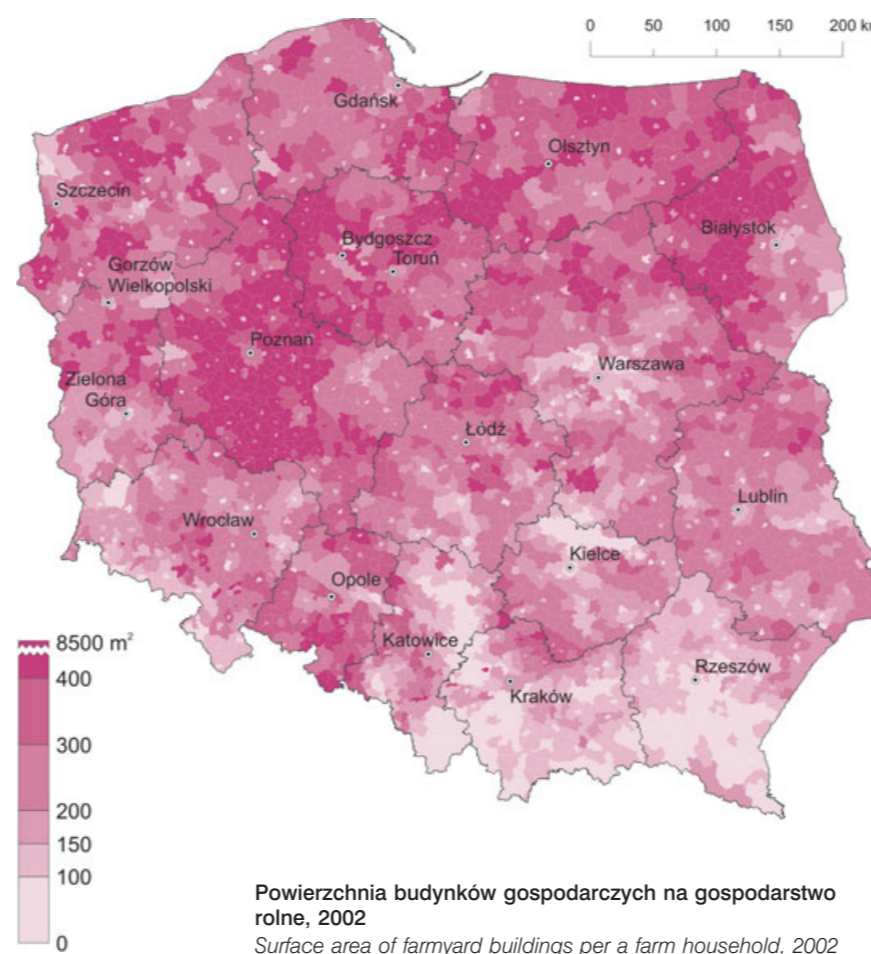 0 50 100 150 200 km
Gdańsk
Olsztyn
Szczecin
Białystok
Bydgoszcz
Toruń
Gorzów
Wielkopolski
Poznań
Warszawa
Zielona
Góra
Łódź
Lublin
Wrocław
Kielce
Opole
Katowice
Rzeszów
Kraków
8500 m²
400
300
200
150
100
0
Powierzchnia budynków gospodarczych na gospodarstwo
rolne, 2002
Surface area of farmyard buildings per a farm household, 2002